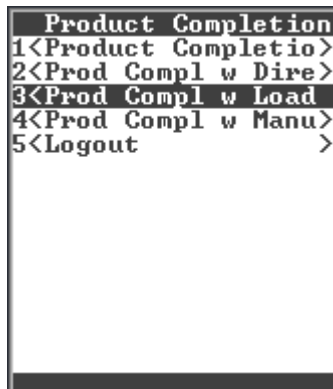 Product Completion
1<Product Completio>
2<Prod Compl w Dire>
3<Prod Compl w Load
4<Prod Compl w Manu>
5<Logout >